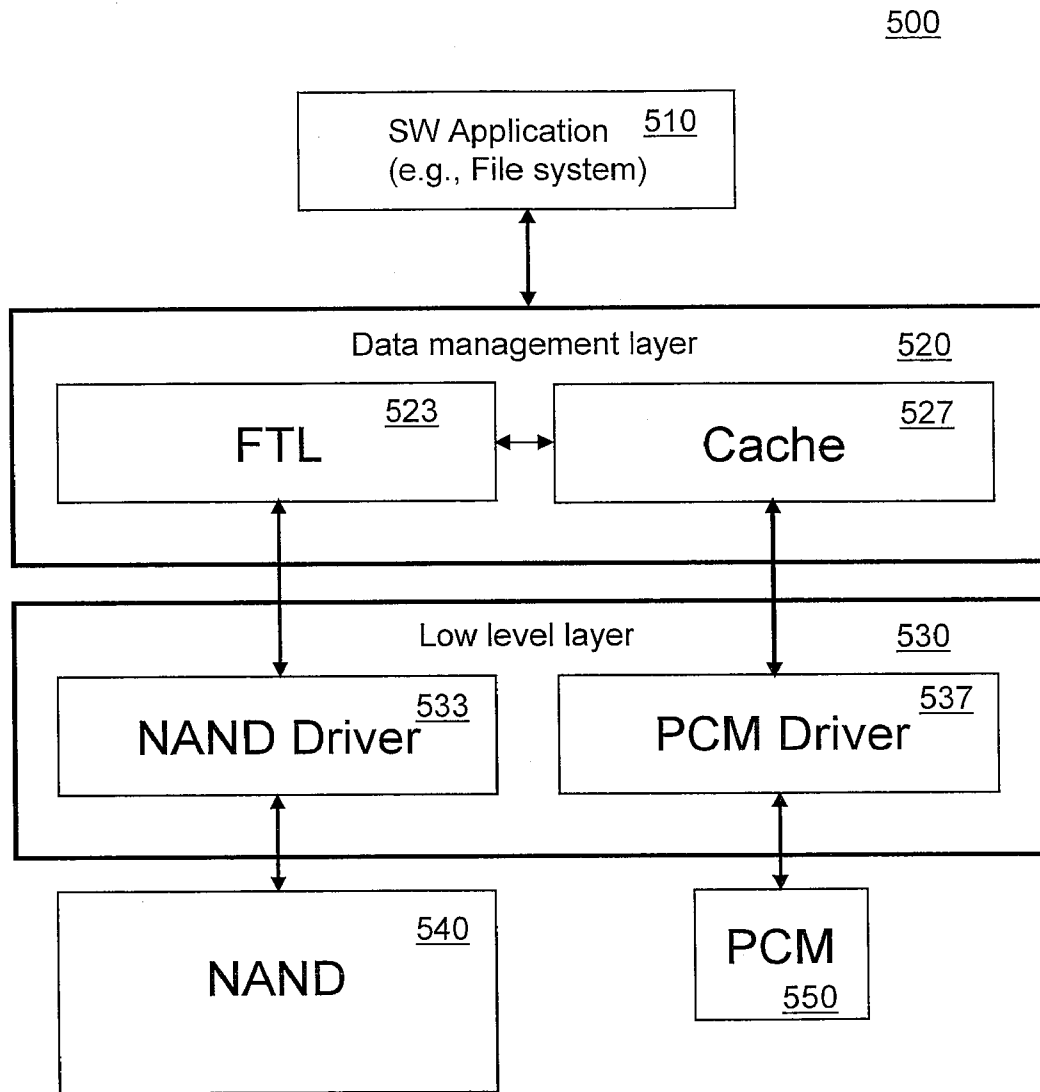 500
SW Application 510
(e.g., File system)
Data management layer 520
523
FTL
527
Cache
Low level layer 530
533
NAND Driver
537
PCM Driver
540
NAND
PCM
550